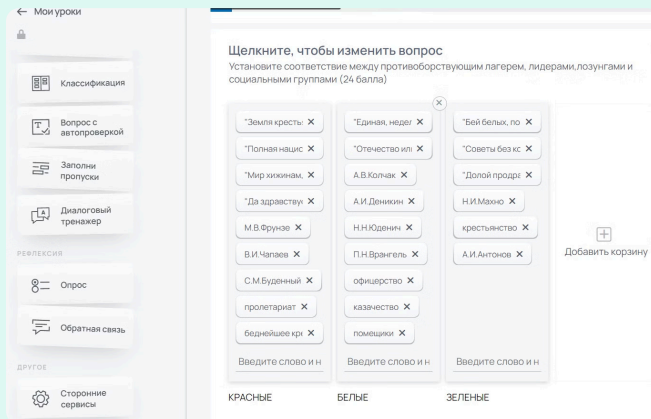 ← Мои уроки
Классификация
Вопрос с
автопроверкой
Заполни
пропуски
Диалоговый
тренажер
РЕФЛЕКСИЯ
Опрос
Обратная связь
ДРУГОЕ
Сторонние
сервисы
Щелкните, чтобы изменить вопрос
Установите соответствие между противоборствующим лагерем, лидерами,лозунгами и
социальными группами (24 балла)
"Земля кресть:
"Полная нацис
"Мир хижинам,
"Да здравствуе
М.В.Фрунзе
В.И.Чапаев
С.М.Буденный
пролетариат
беднейшее кре
Введите слово и н
КРАСНЫЕ
"Единая, недел
"Отечество или
А.В.Колчак
А.И.Деникин
Н.Н.Юденич
П.Н.Врангель
офицерство
казачество
помещики
Введите слово и н
БЕЛЫЕ
"Бей белых, по
"Советы без кс
"Долой продра
Н.И.Махно
крестьянство
А.И.Антонов
Введите слово и н
ЗЕЛЕНЫЕ
Добавить корзину